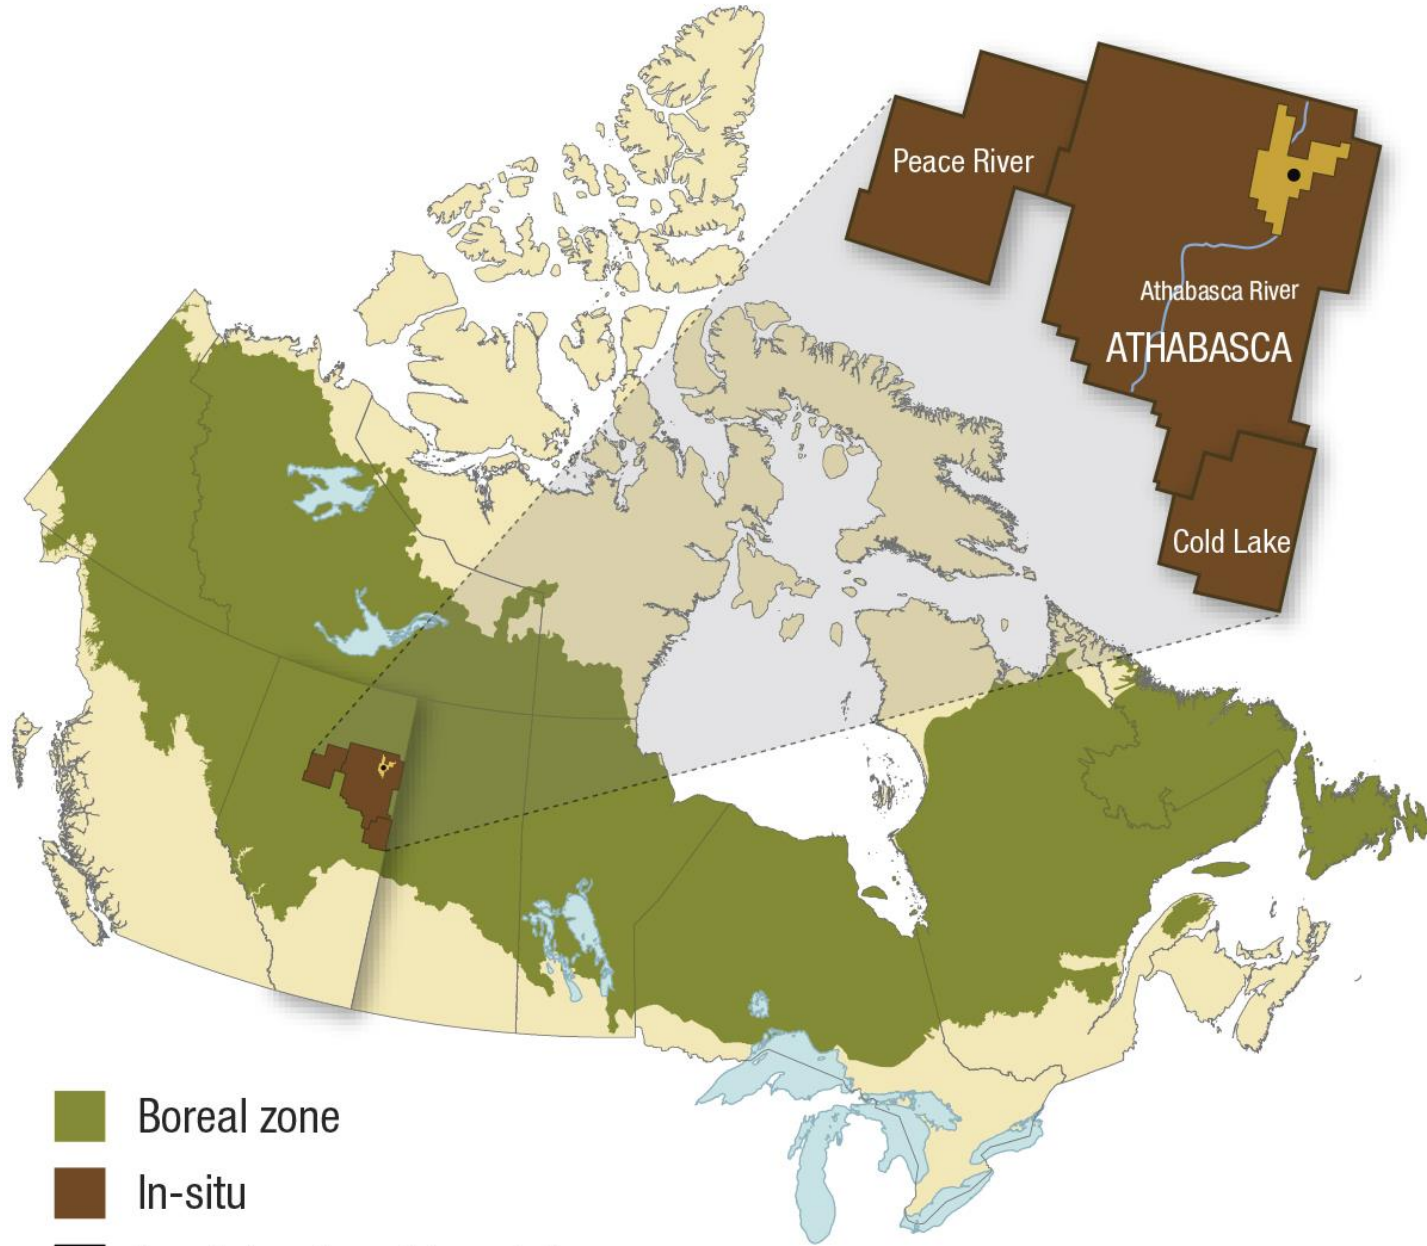 Peace River
Athabasca River
ATHABASCA
Cold Lake
Boreal zone
In-situ